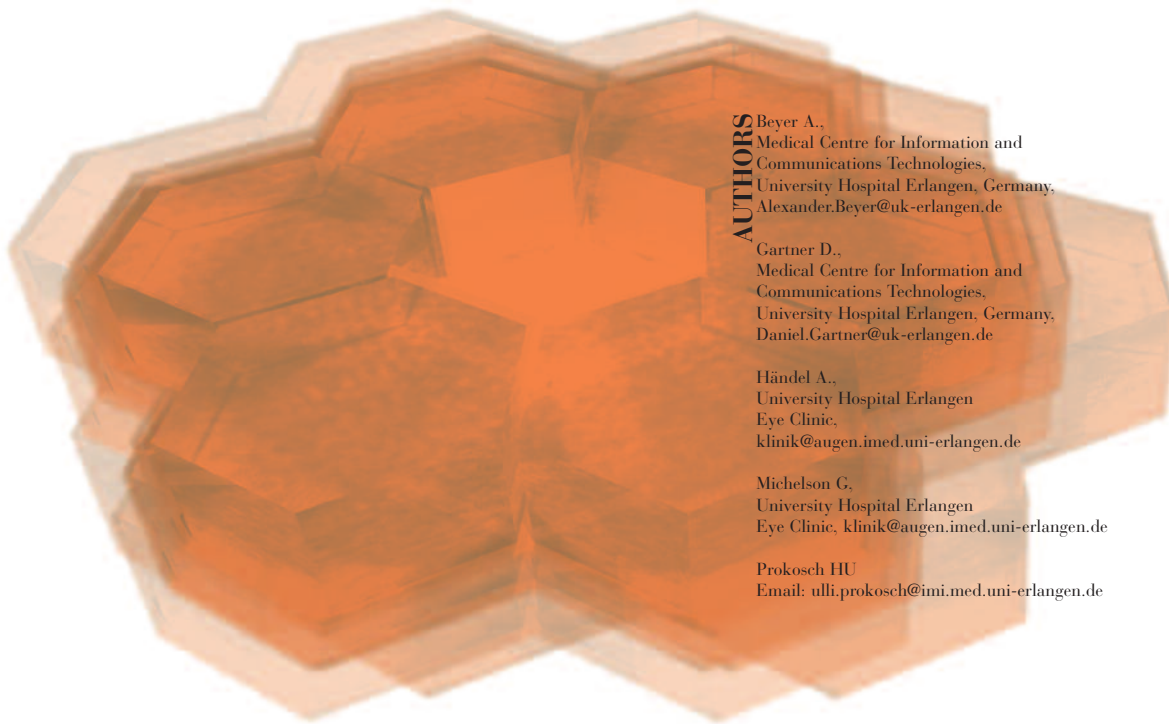 AUTHORS
Beyer A.,
Medical Centre for Information and
Communications Technologies,
University Hospital Erlangen, Germany,
Alexander.Beyer@uk-erlangen.de
Gartner D.,
Medical Centre for Information and
Communications Technologies,
University Hospital Erlangen, Germany,
Daniel.Gartner@uk-erlangen.de
Händel A.,
University Hospital Erlangen
Eye Clinic,
klinik@augen.imed.uni-erlangen.de
Michelson G,
University Hospital Erlangen
Eye Clinic, klinik@augen.imed.uni-erlangen.de
Prokosch HU
Email: ulli.prokosch@imi.med.uni-erlangen.de